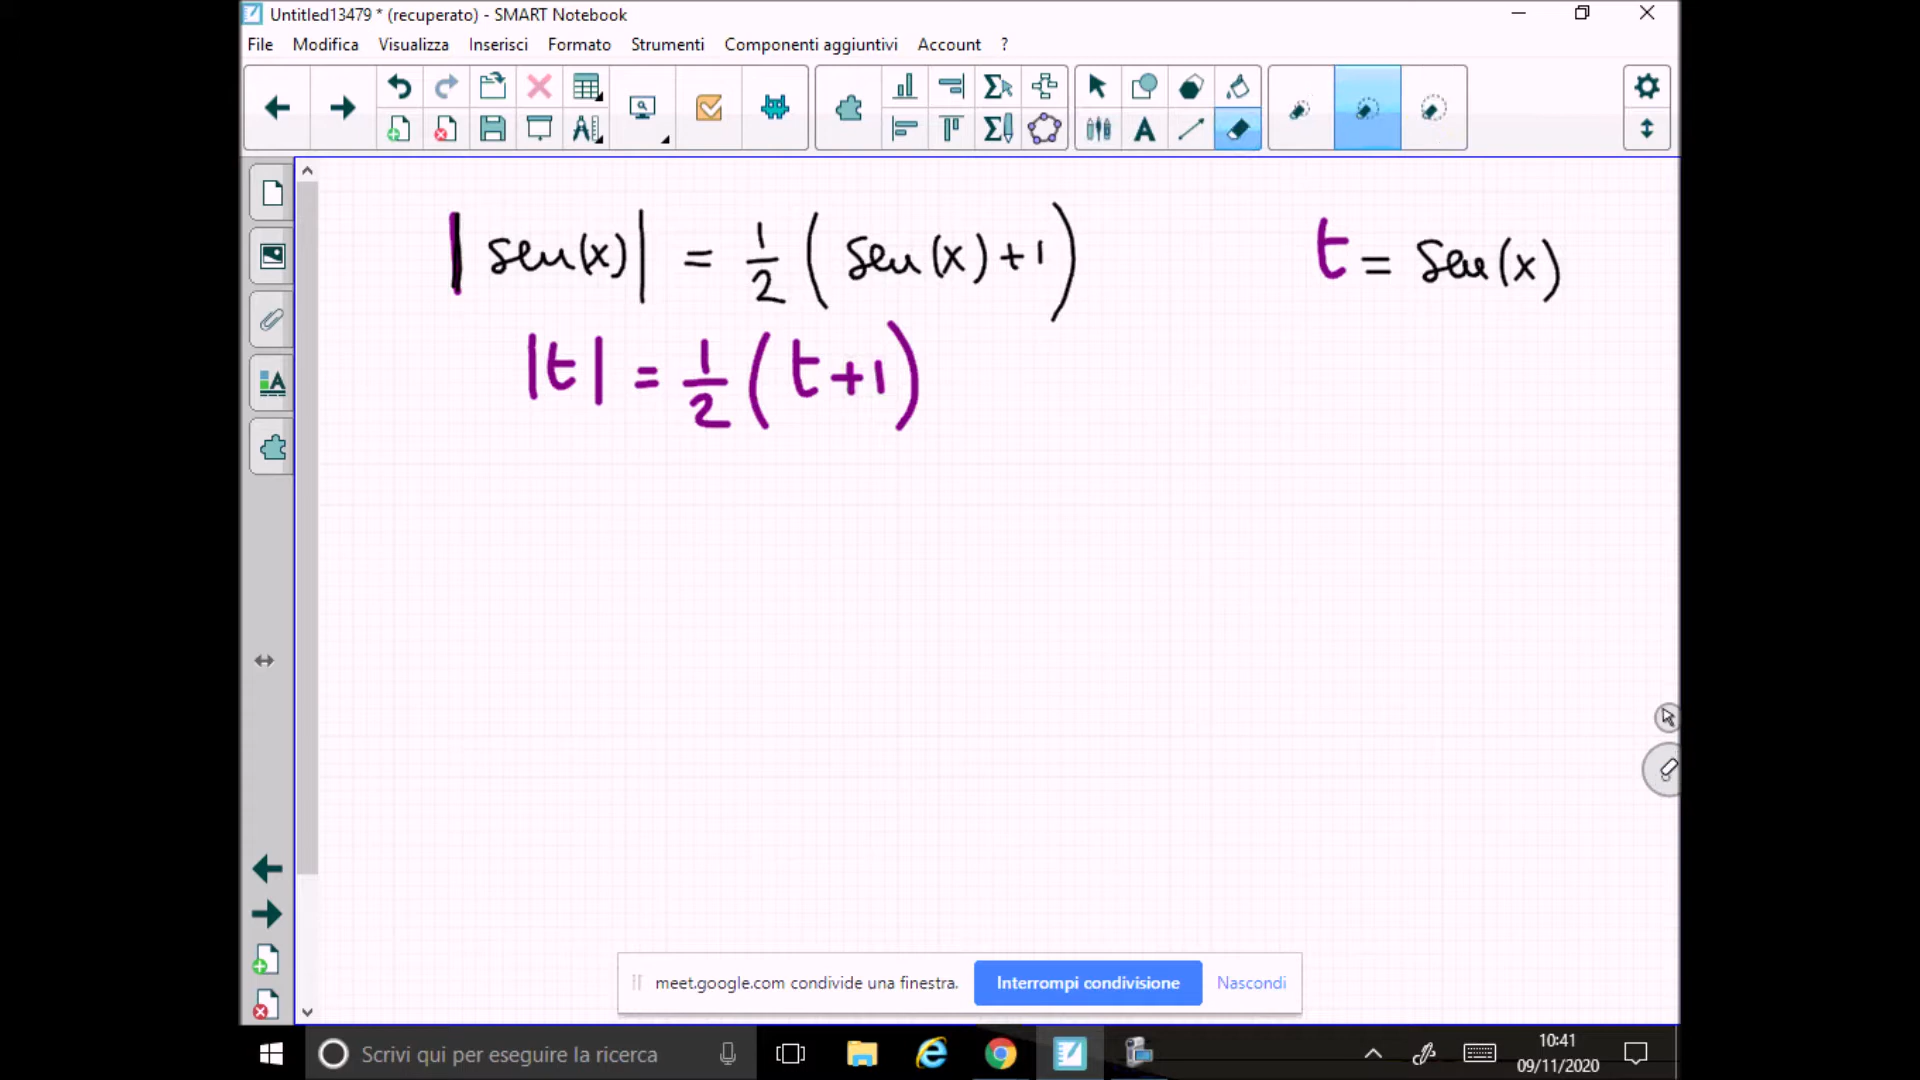 Untitled13479 * (recuperato) - SMART Notebook
File Modifica Visualizza Inserisci Formato Strumenti Componenti aggiuntivi Account ?
|sen(x)| = 1/2 (sen(x)+1)
t = sen(x)
|t| = 1/2 (t+1)
meet.google.com condivide una finestra. Interrompi condivisione Nascondi
Scrivi qui per eseguire la ricerca
10:41
09/11/2020